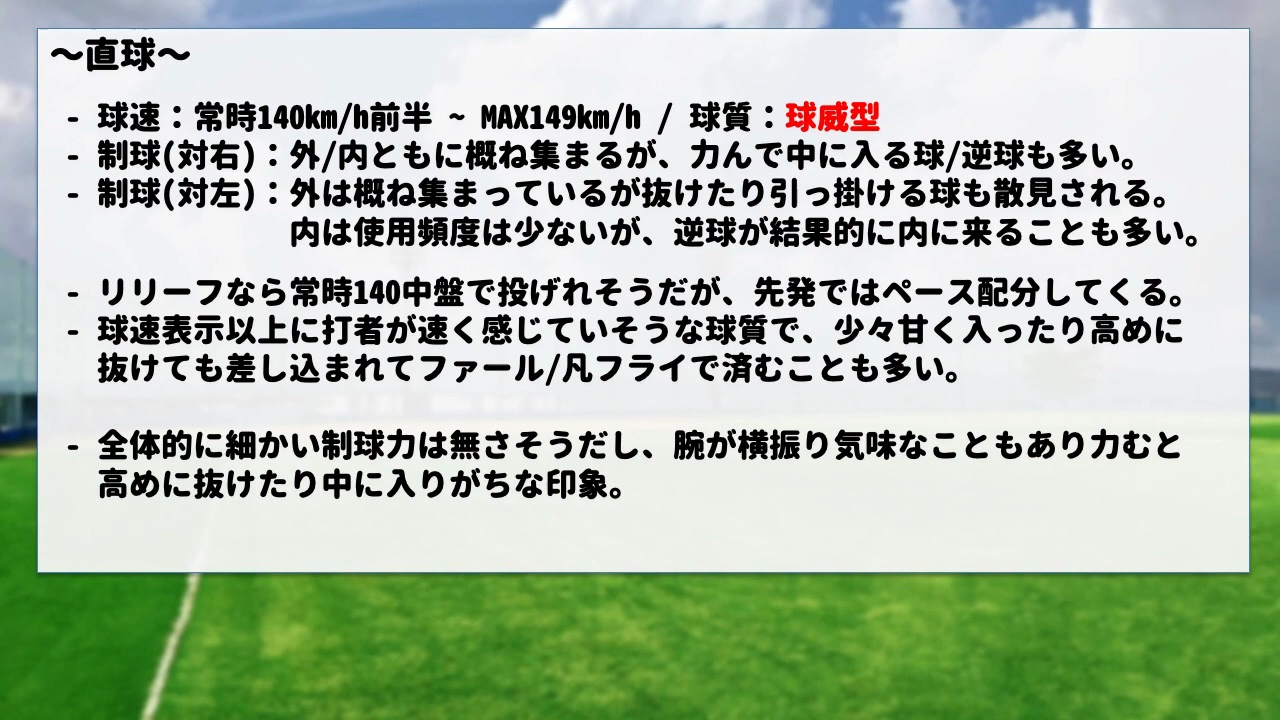 ～直球～
- 球速：常時140km/h前半 ~ MAX149km/h / 球質：球威型
- 制球(対右)：外/内ともに概ね集まるが、力んで中に入る球/逆球も多い。
- 制球(対左)：外は概ね集まっているが抜けたり引っ掛ける球も散見される。
内は使用頻度は少ないが、逆球が結果的に内に来ることも多い。
- リリーフなら常時140中盤で投げれそうだが、先発ではペース配分してくる。
- 球速表示以上に打者が速く感じていそうな球質で、少々甘く入ったり高めに
抜けても差し込まれてファール/凡フライで済むことも多い。
- 全体的に細かい制球力は無さそうだし、腕が横振り気味なこともあり力むと
高めに抜けたり中に入りがちな印象。